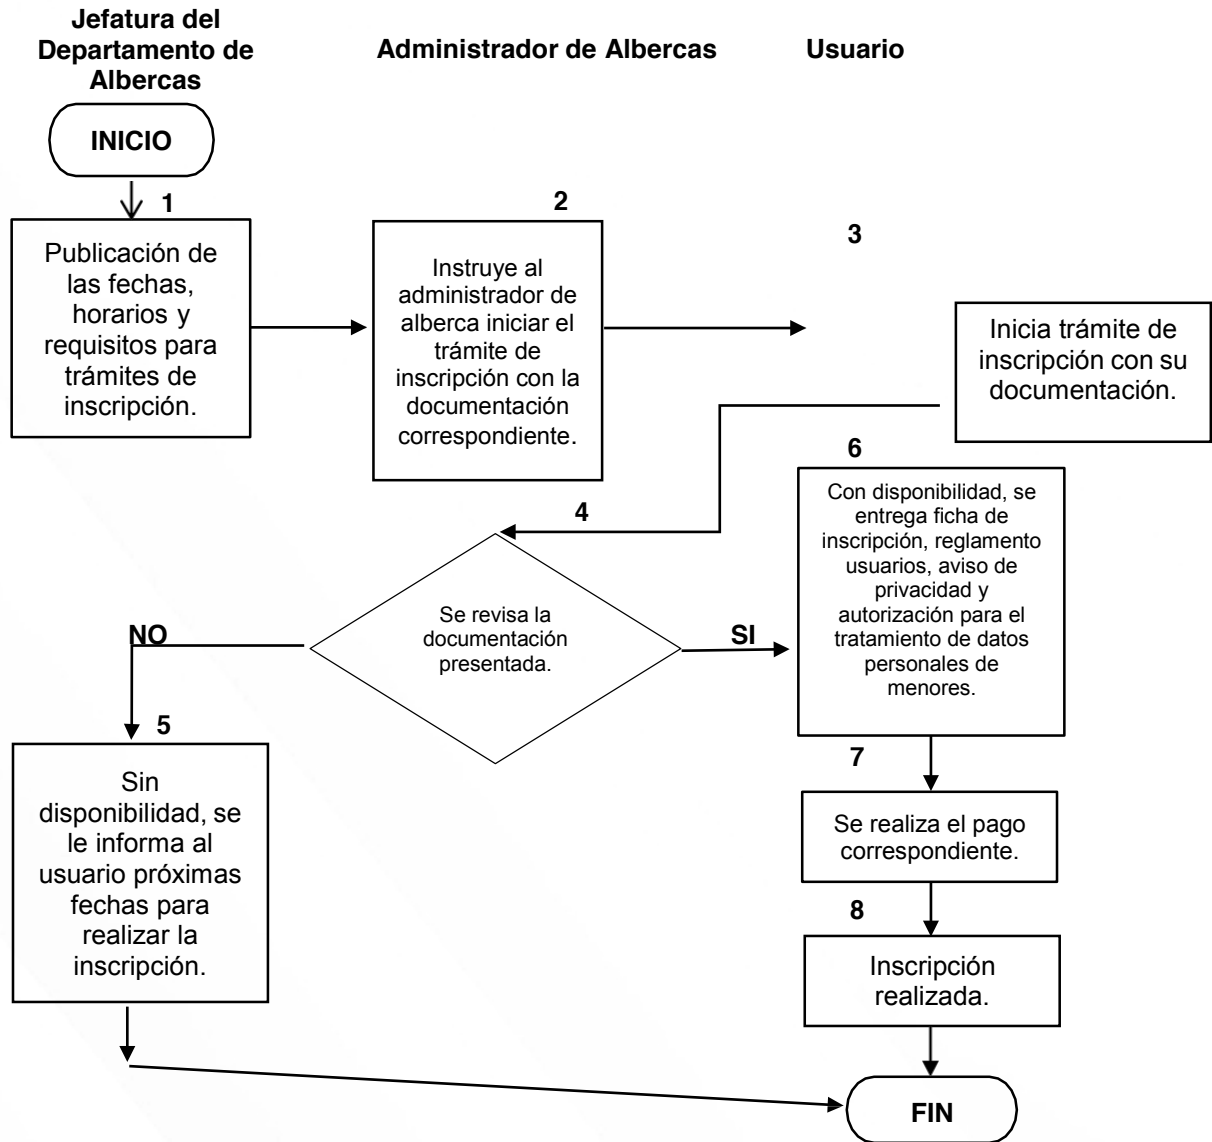 Jefatura del
Departamento de
Albercas
Administrador de Albercas
Usuario
INICIO
1
Publicación de
las fechas,
horarios y
requisitos para
trámites de
inscripción.
2
Instruye al
administrador de
alberca iniciar el
trámite de
inscripción con la
documentación
correspondiente.
3
Inicia trámite de
inscripción con su
documentación.
4
Se revisa la
documentación
presentada.
NO
SI
5
Sin
disponibilidad, se
le informa al
usuario próximas
fechas para
realizar la
inscripción.
6
Con disponibilidad, se
entrega ficha de
inscripción, reglamento
usuarios, aviso de
privacidad y
autorización para el
tratamiento de datos
personales de
menores.
7
Se realiza el pago
correspondiente.
8
Inscripción
realizada.
FIN